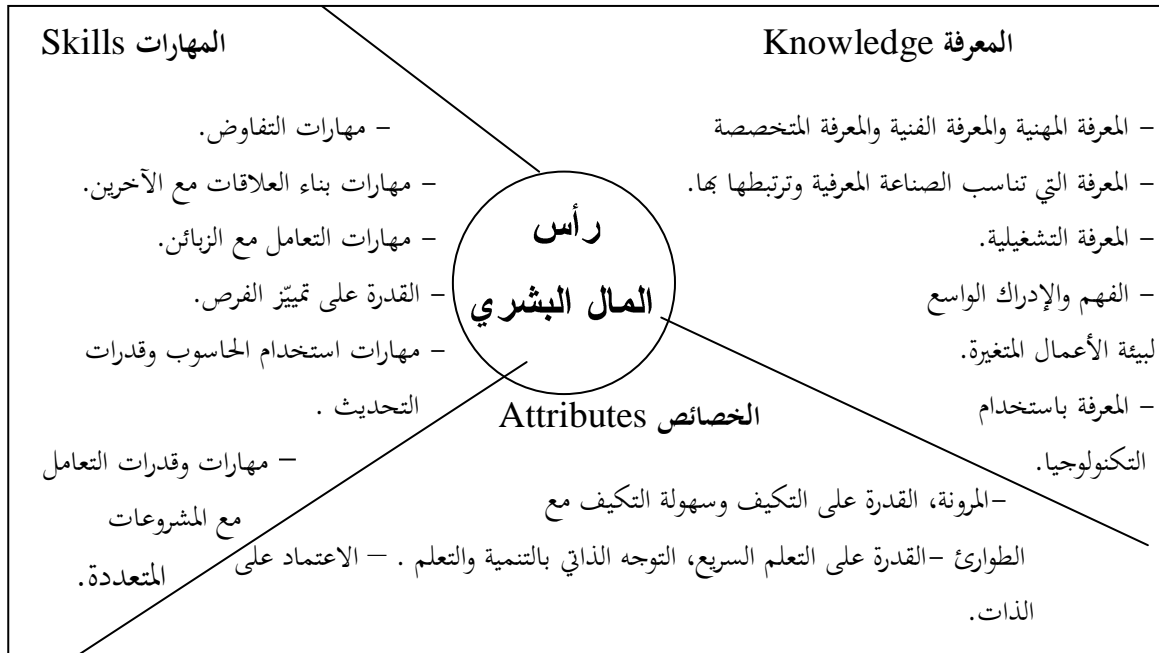 المعرفة Knowledge
– المعرفة المهنية والمعرفة الفنية والمعرفة المتخصصة
– المعرفة التي تناسب الصناعة المعرفية وترتبطها بها.
– المعرفة التشغيلية.
– الفهم والإدراك الواسع
لبيئة الأعمال المتغيرة.
– المعرفة باستخدام
التكنولوجيا.
المهارات Skills
– مهارات التفاوض.
– مهارات بناء العلاقات مع الآخرين.
– مهارات التعامل مع الزبائن.
– القدرة على تمييّز الفرص.
– مهارات استخدام الحاسوب وقدرات
التحديث .
– مهارات وقدرات التعامل
مع المشروعات
المتعددة.
رأس
المال البشري
الخصائص Attributes
–المرونة، القدرة على التكيف وسهولة التكيف مع
الطوارئ –القدرة على التعلم السريع، التوجه الذاتي بالتنمية والتعلم . – الاعتماد على
الذات.